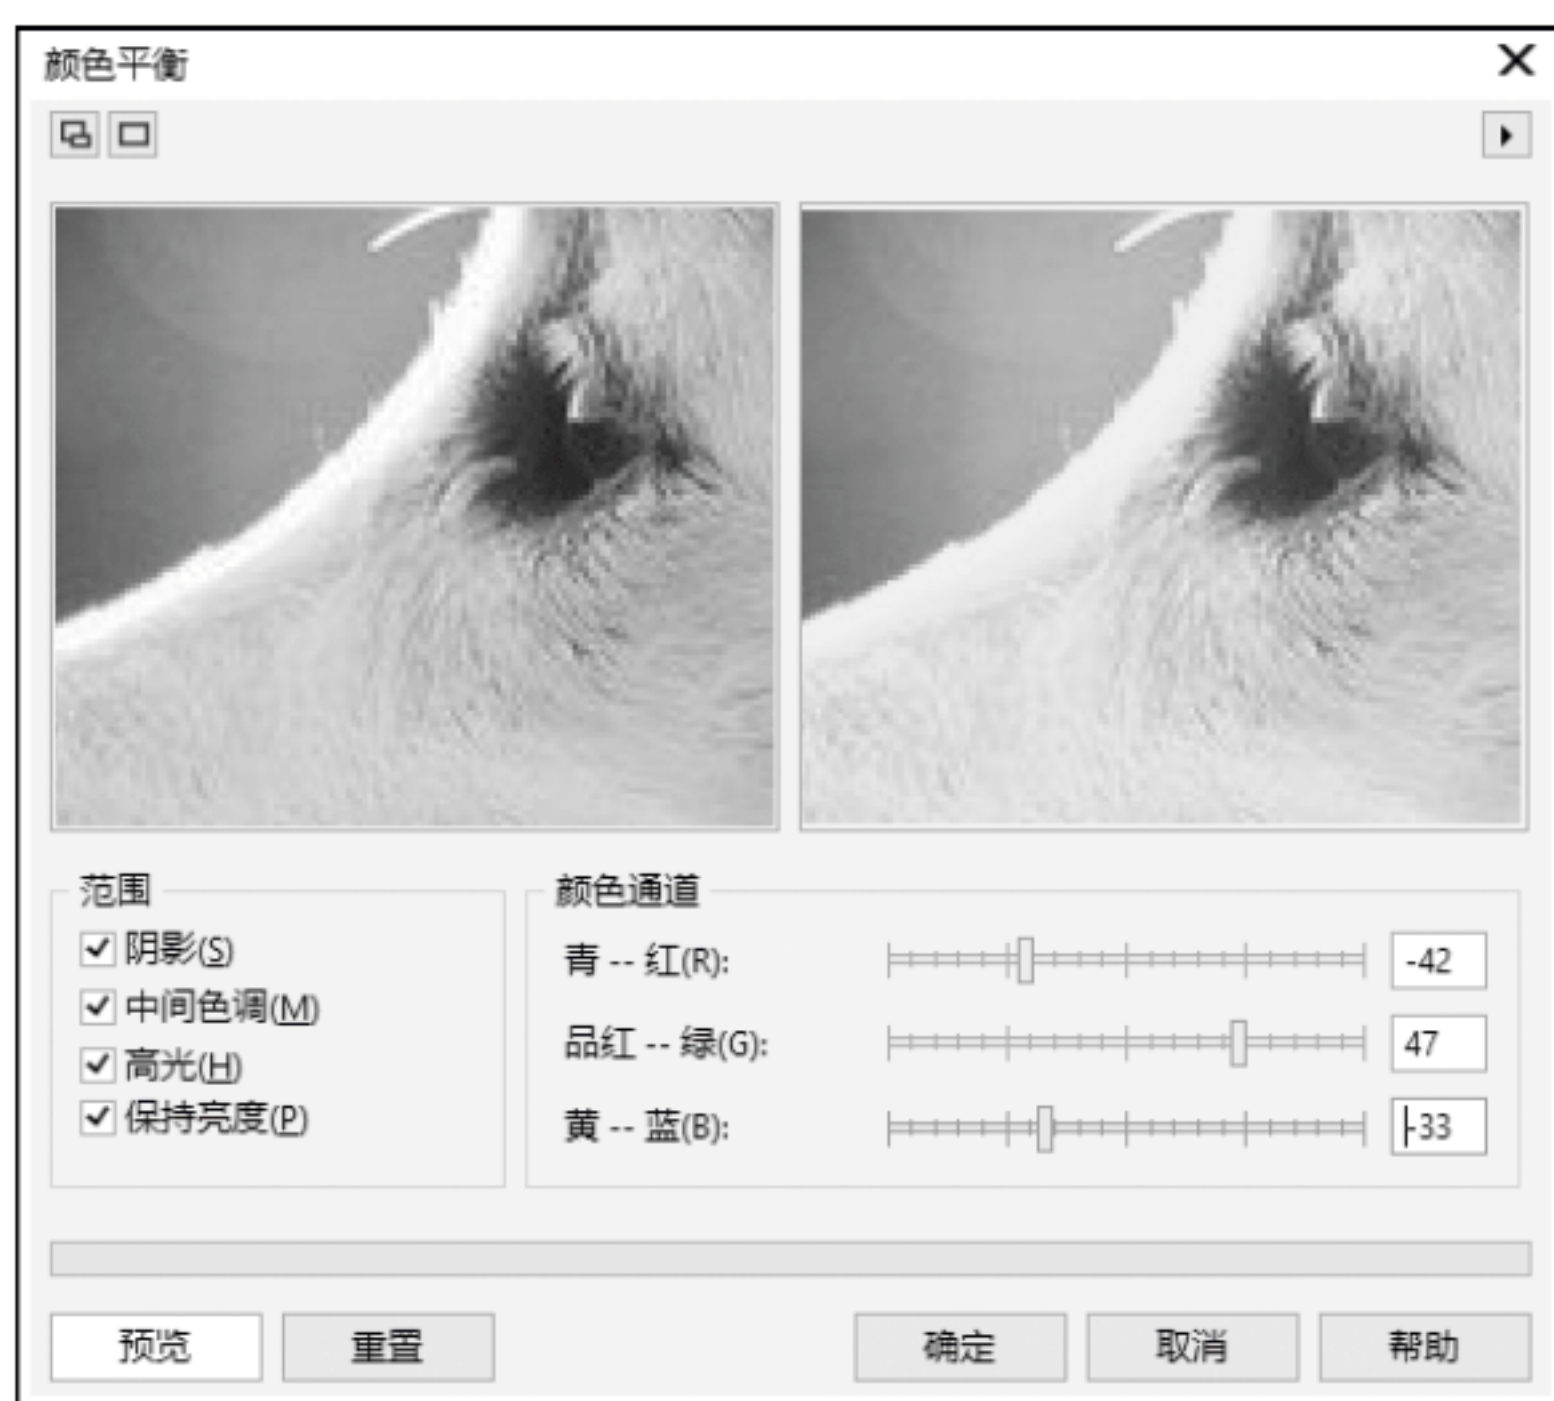 颜色平衡
范围
阴影(S)
中间色调(M)
高光(H)
保持亮度(P)
颜色通道
青 -- 红(R): -42
品红 -- 绿(G): 47
黄 -- 蓝(B): -33
预览 重置 确定 取消 帮助